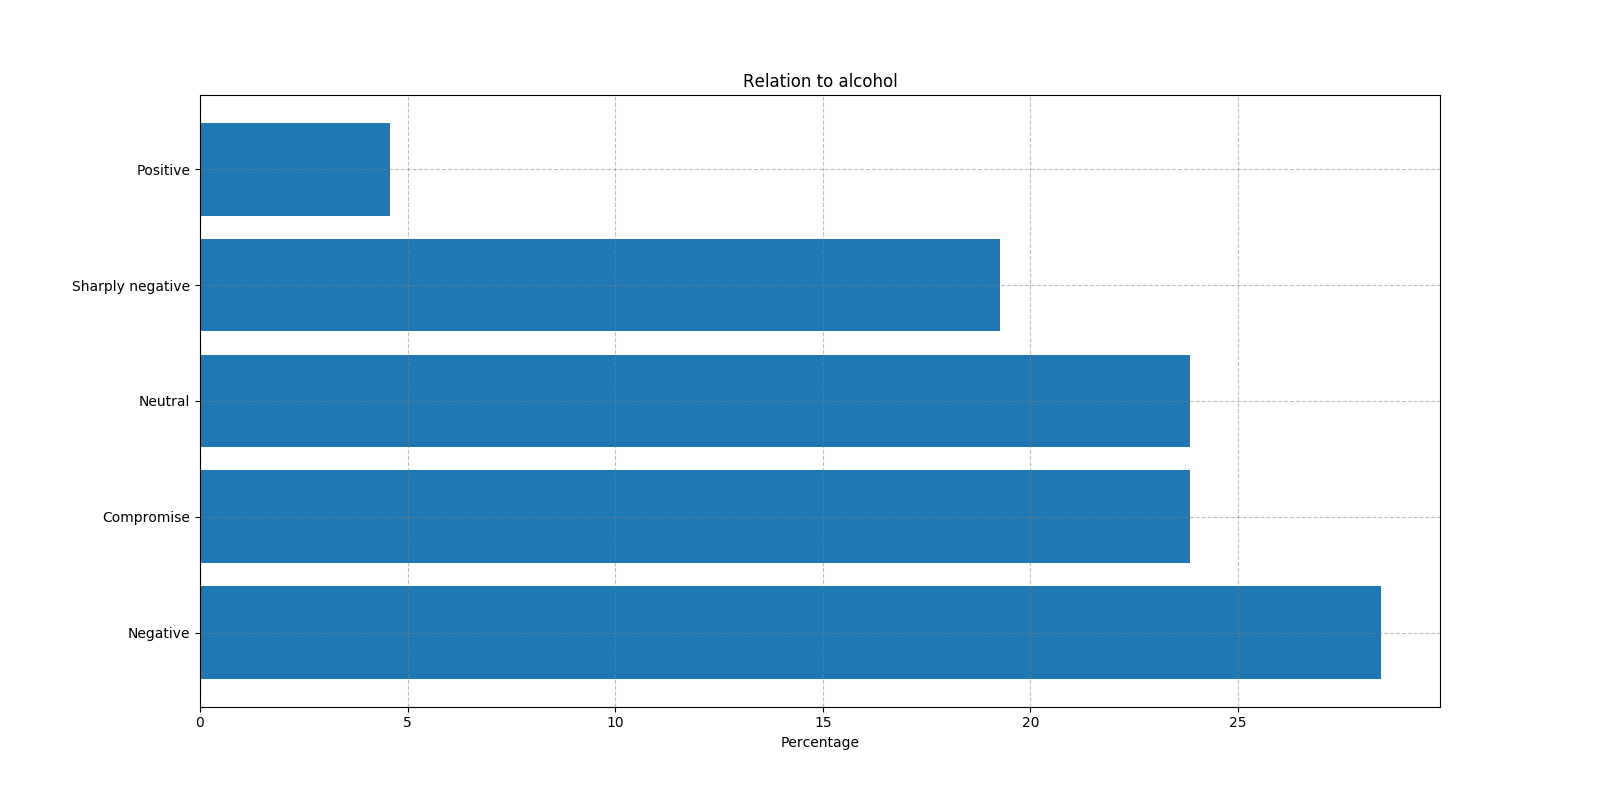 Relation to alcohol
Positive
Sharply negative
Neutral
Compromise
Negative
0 5 10 15 20 25
Percentage